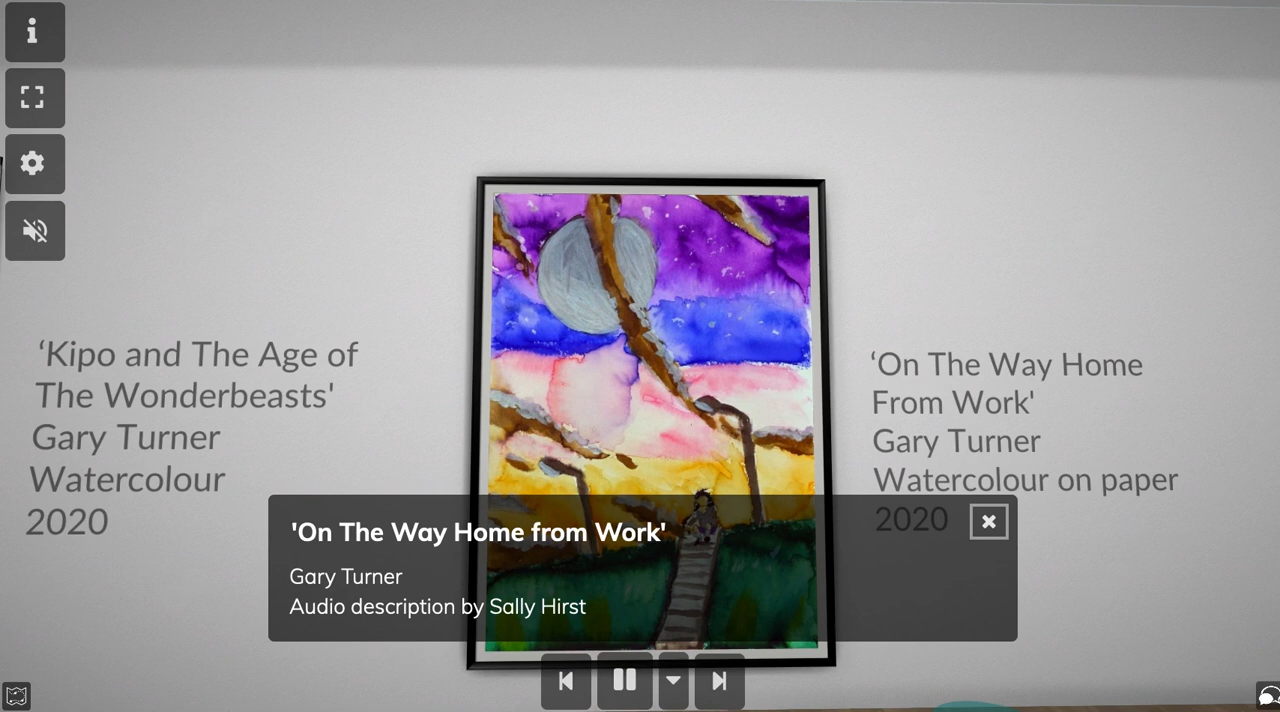 ‘Kipo and The Age of
The Wonderbeasts'
Gary Turner
Watercolour
2020
‘On The Way Home
From Work'
Gary Turner
Watercolour on paper
2020
'On The Way Home from Work'
Gary Turner
Audio description by Sally Hirst